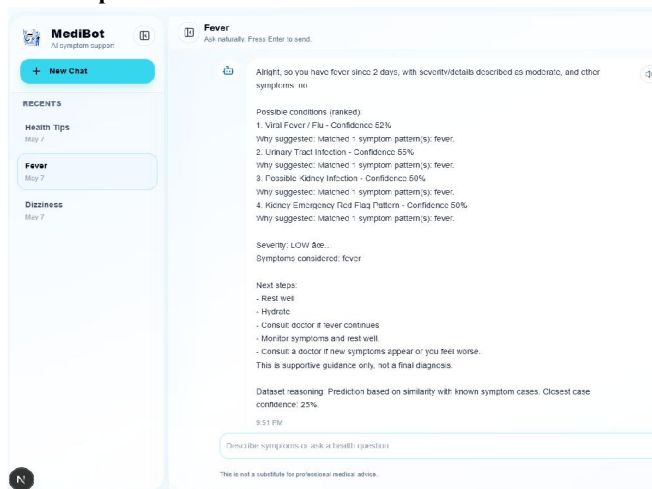 MediBot
AI symptom support
+ New Chat
RECENTS
Health Tips
May 7
Fever
May 7
Dizziness
May 7
N
Fever
Ask naturally. Press Enter to send.
Alright, so you have fever since 2 days, with severity/details described as moderate, and other
symptoms: no
Possible conditions (ranked):
1. Viral Fever / Flu - Confidence 62%
Why suggested: Matched 1 symptom pattern(s): fever.
2. Urinary Tract Infection - Confidence 55%
Why suggested: Matched 1 symptom pattern(s): fever.
3. Possible Kidney Infection - Confidence 50%
Why suggested: Matched 1 symptom pattern(s): fever.
4. Kidney Emergency Red Flag Pattern - Confidence 50%
Why suggested: Matched 1 symptom pattern(s): fever.
Severity: LOW âœ..
Symptoms considered: fever
Next steps:
- Rest well
- Hydrate
- Consult doctor if fever continues
- Monitor symptoms and rest well.
- Consult a doctor if new symptoms appear or you feel worse.
This is supportive guidance only, not a final diagnosis.
Dataset reasoning: Prediction based on similarity with known symptom cases. Closest case
confidence: 25%
9:51 PM
Describe symptoms or ask a health question
This is not a substitute for professional medical advice.